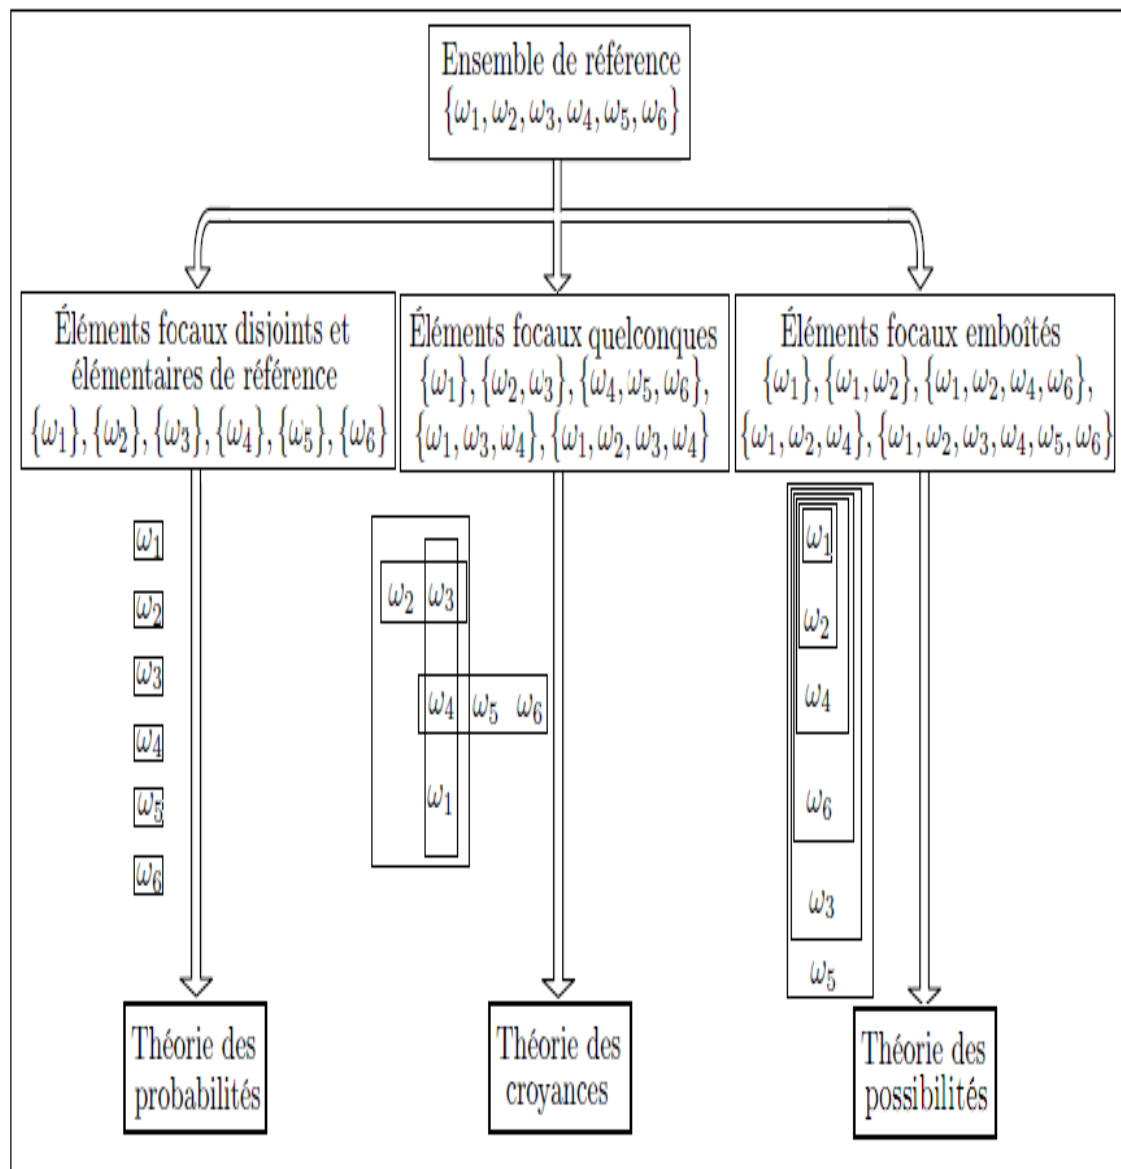 Ensemble de référence
{ω₁, ω₂, ω₃, ω₄, ω₅, ω₆}
Éléments focaux disjoints et
élémentaires de référence
{ω₁}, {ω₂}, {ω₃}, {ω₄}, {ω₅}, {ω₆}
Éléments focaux quelconques
{ω₁}, {ω₂, ω₃}, {ω₄, ω₅, ω₆},
{ω₁, ω₃, ω₄}, {ω₁, ω₂, ω₃, ω₄}
Éléments focaux emboîtés
{ω₁}, {ω₁, ω₂}, {ω₁, ω₂, ω₄, ω₆},
{ω₁, ω₂, ω₄}, {ω₁, ω₂, ω₃, ω₄, ω₅, ω₆}
ω₁
ω₂
ω₃
ω₄
ω₅
ω₆
ω₂ ω₃
ω₄ ω₅ ω₆
ω₁
ω₁
ω₂
ω₄
ω₆
ω₃
ω₅
Théorie des
probabilités
Théorie des
croyances
Théorie des
possibilités